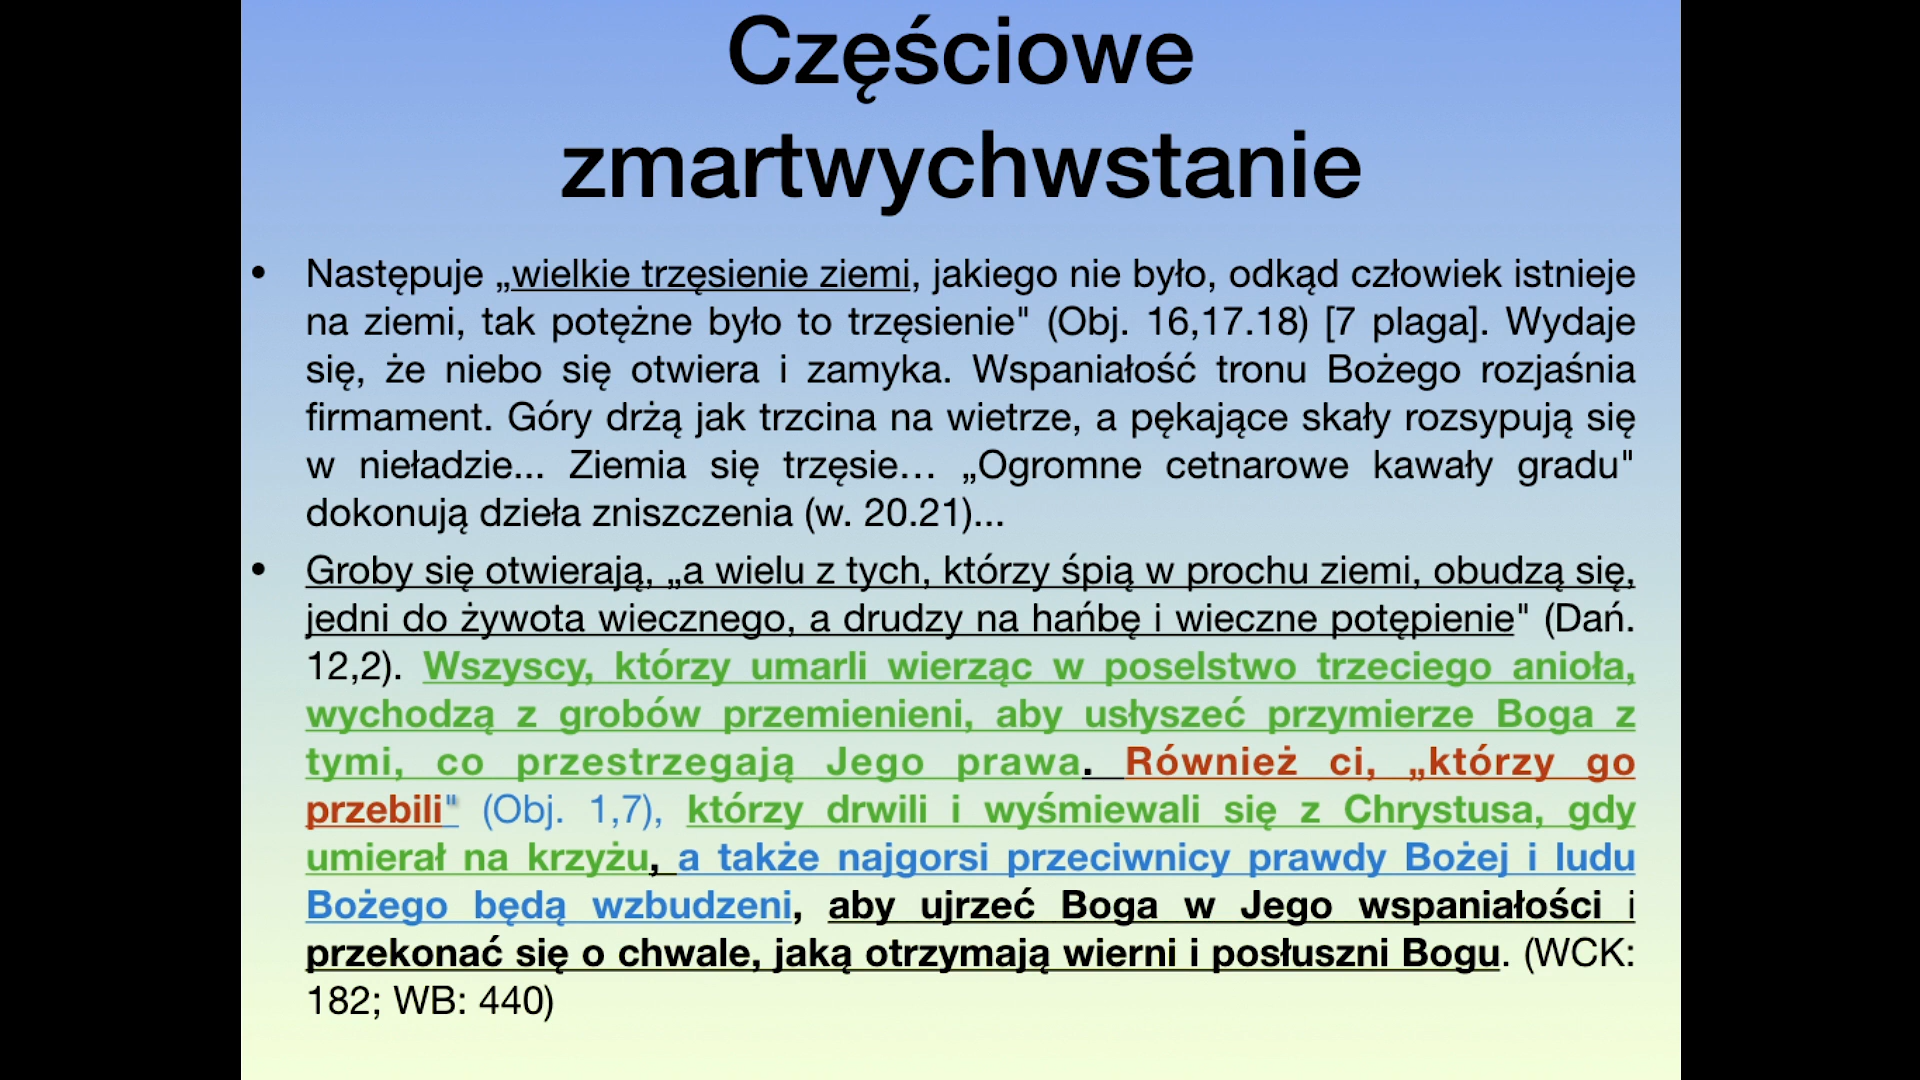 Częściowe
zmartwychwstanie
• Następuje „wielkie trzęsienie ziemi, jakiego nie było, odkąd człowiek istnieje
na ziemi, tak potężne było to trzęsienie" (Obj. 16,17.18) [7 plaga]. Wydaje
się, że niebo się otwiera i zamyka. Wspaniałość tronu Bożego rozjaśnia
firmament. Góry drżą jak trzcina na wietrze, a pękające skały rozsypują się
w nieładzie... Ziemia się trzęsie… „Ogromne cetnarowe kawały gradu"
dokonują dzieła zniszczenia (w. 20.21)...
• Groby się otwierają, „a wielu z tych, którzy śpią w prochu ziemi, obudzą się,
jedni do żywota wiecznego, a drudzy na hańbę i wieczne potępienie" (Dań.
12,2). Wszyscy, którzy umarli wierząc w poselstwo trzeciego anioła,
wychodzą z grobów przemienieni, aby usłyszeć przymierze Boga z
tymi, co przestrzegają Jego prawa. Również ci, „którzy go
przebili" (Obj. 1,7), którzy drwili i wyśmiewali się z Chrystusa, gdy
umierał na krzyżu, a także najgorsi przeciwnicy prawdy Bożej i ludu
Bożego będą wzbudzeni, aby ujrzeć Boga w Jego wspaniałości i
przekonać się o chwale, jaką otrzymają wierni i posłuszni Bogu. (WCK:
182; WB: 440)